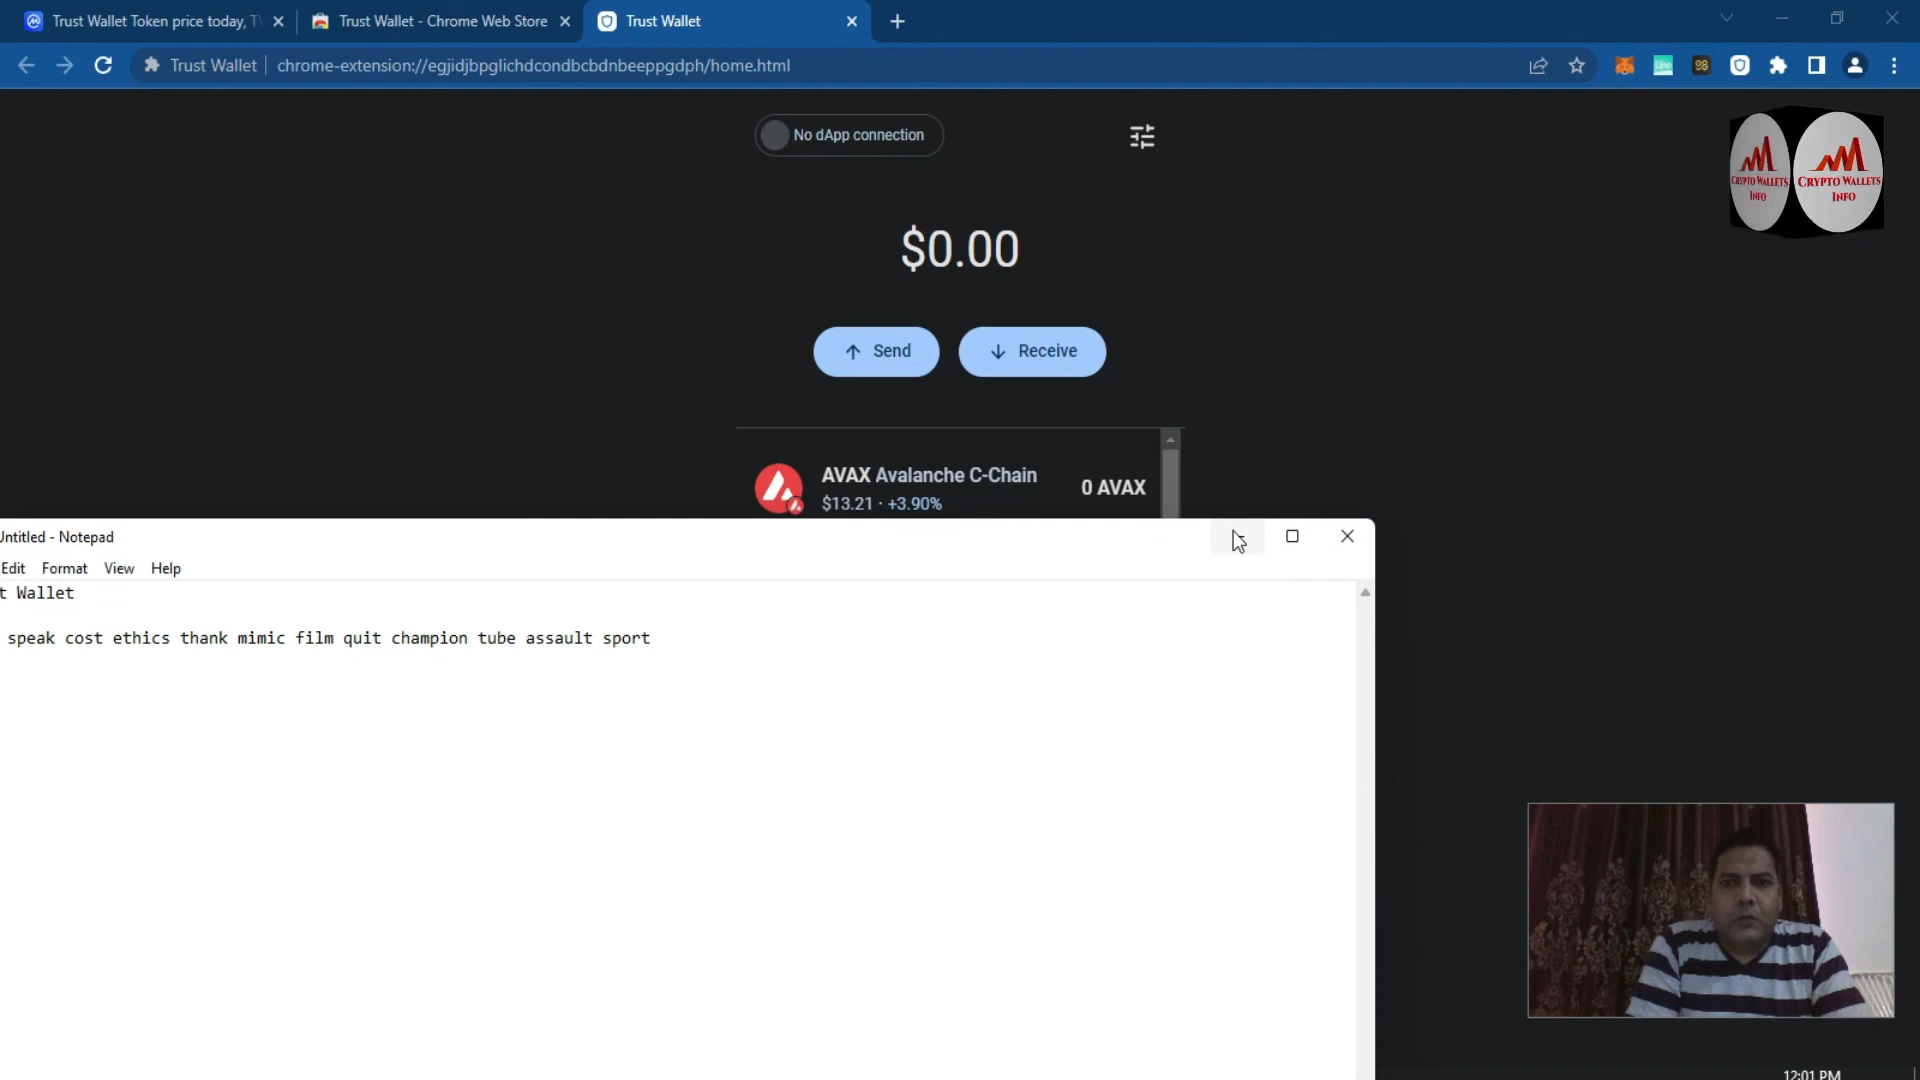 Trust Wallet Token price today, T
Trust Wallet - Chrome Web Store
Trust Wallet
Trust Wallet
chrome-extension://egjidjbpglichdcondbcbdnbeeppgdph/home.html
98
No dApp connection
CRYPTO WALLETS
INFO
CRYPTO WALLETS
INFO
$0.00
Send
Receive
AVAX Avalanche C-Chain
0 AVAX
$13.21 · +3.90%
Untitled - Notepad
Edit Format View Help
t Wallet
speak cost ethics thank mimic film quit champion tube assault sport
12:01 PM